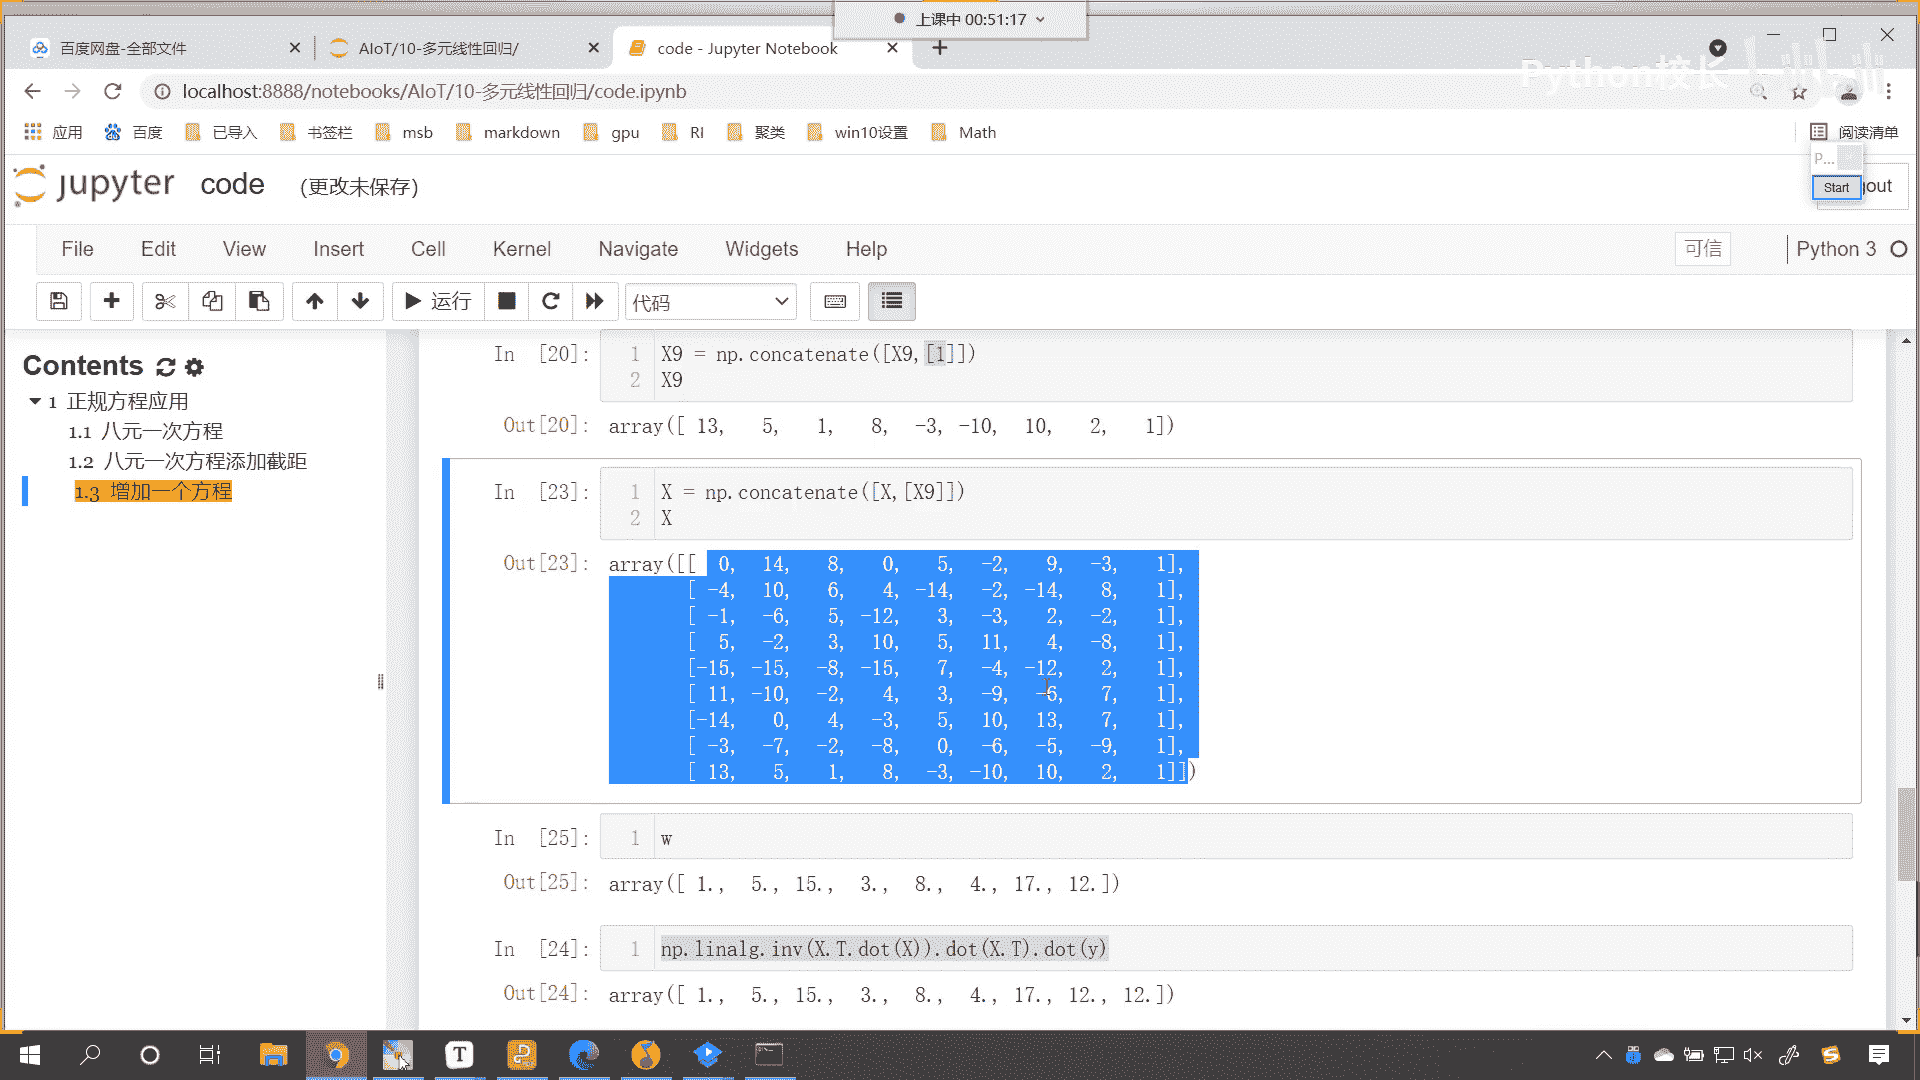 上课中 00:51:17
百度网盘-全部文件
AIoT/10-多元线性回归/
code - Jupyter Notebook
Python校长
localhost:8888/notebooks/AIoT/10-多元线性回归/code.ipynb
应用 百度 已导入 书签栏 msb markdown gpu RI 聚类 win10设置 Math 阅读清单
P...
Start
jupyter code (更改未保存) gout
File Edit View Insert Cell Kernel Navigate Widgets Help 可信 Python 3
运行 代码
Contents
1 正规方程应用
1.1 八元一次方程
1.2 八元一次方程添加截距
1.3 增加一个方程
In [20]: 1 X9 = np.concatenate([X9,[1]])
2 X9
Out[20]: array([ 13, 5, 1, 8, -3, -10, 10, 2, 1])
In [23]: 1 X = np.concatenate([X,[X9]])
2 X
Out[23]: array([[ 0, 14, 8, 0, 5, -2, 9, -3, 1],
[ -4, 10, 6, 4, -14, -2, -14, 8, 1],
[ -1, -6, 5, -12, 3, -3, 2, -2, 1],
[ 5, -2, 3, 10, 5, 11, 4, -8, 1],
[-15, -15, -8, -15, 7, -4, -12, 2, 1],
[ 11, -10, -2, 4, 3, -9, -6, 7, 1],
[-14, 0, 4, -3, 5, 10, 13, 7, 1],
[ -3, -7, -2, -8, 0, -6, -5, -9, 1],
[ 13, 5, 1, 8, -3, -10, 10, 2, 1]])
In [25]: 1 w
Out[25]: array([ 1., 5., 15., 3., 8., 4., 17., 12.])
In [24]: 1 np.linalg.inv(X.T.dot(X)).dot(X.T).dot(y)
Out[24]: array([ 1., 5., 15., 3., 8., 4., 17., 12., 12.])